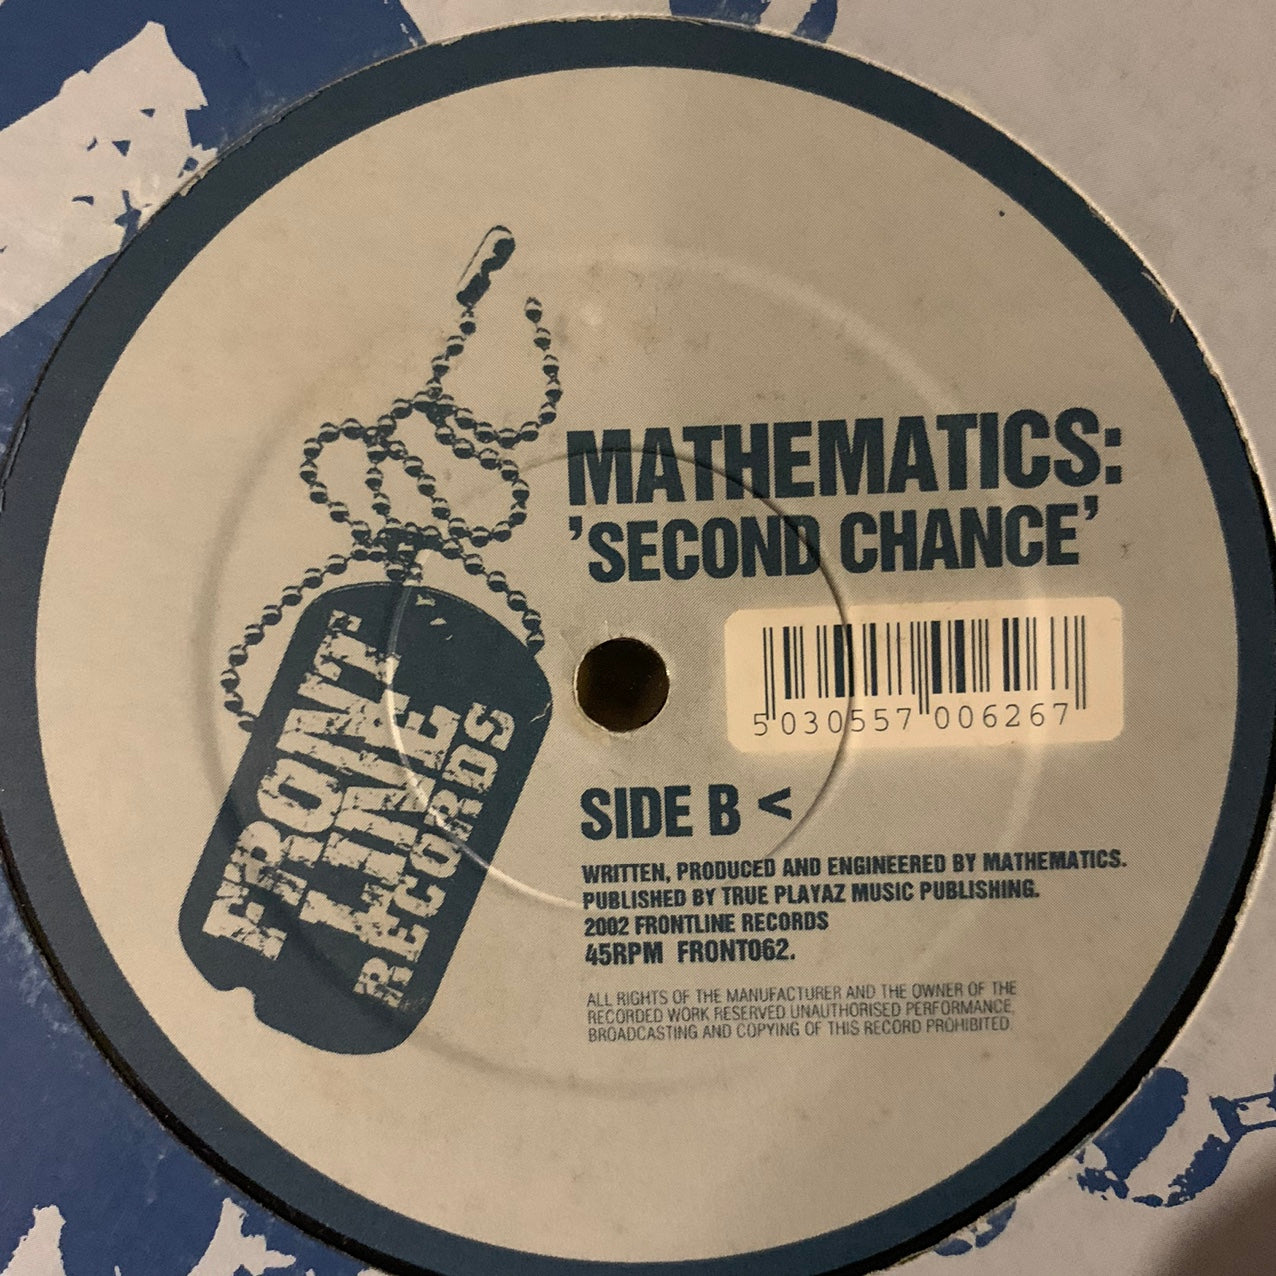 MATHEMATICS:
'SECOND CHANCE'
5 030557 006267
FRONT
LINE
RECORDS
SIDE B <
WRITTEN, PRODUCED AND ENGINEERED BY MATHEMATICS.
PUBLISHED BY TRUE PLAYAZ MUSIC PUBLISHING.
2002 FRONTLINE RECORDS
45RPM FRONT062.
ALL RIGHTS OF THE MANUFACTURER AND THE OWNER OF THE
RECORDED WORK RESERVED UNAUTHORISED PERFORMANCE,
BROADCASTING AND COPYING OF THIS RECORD PROHIBITED.